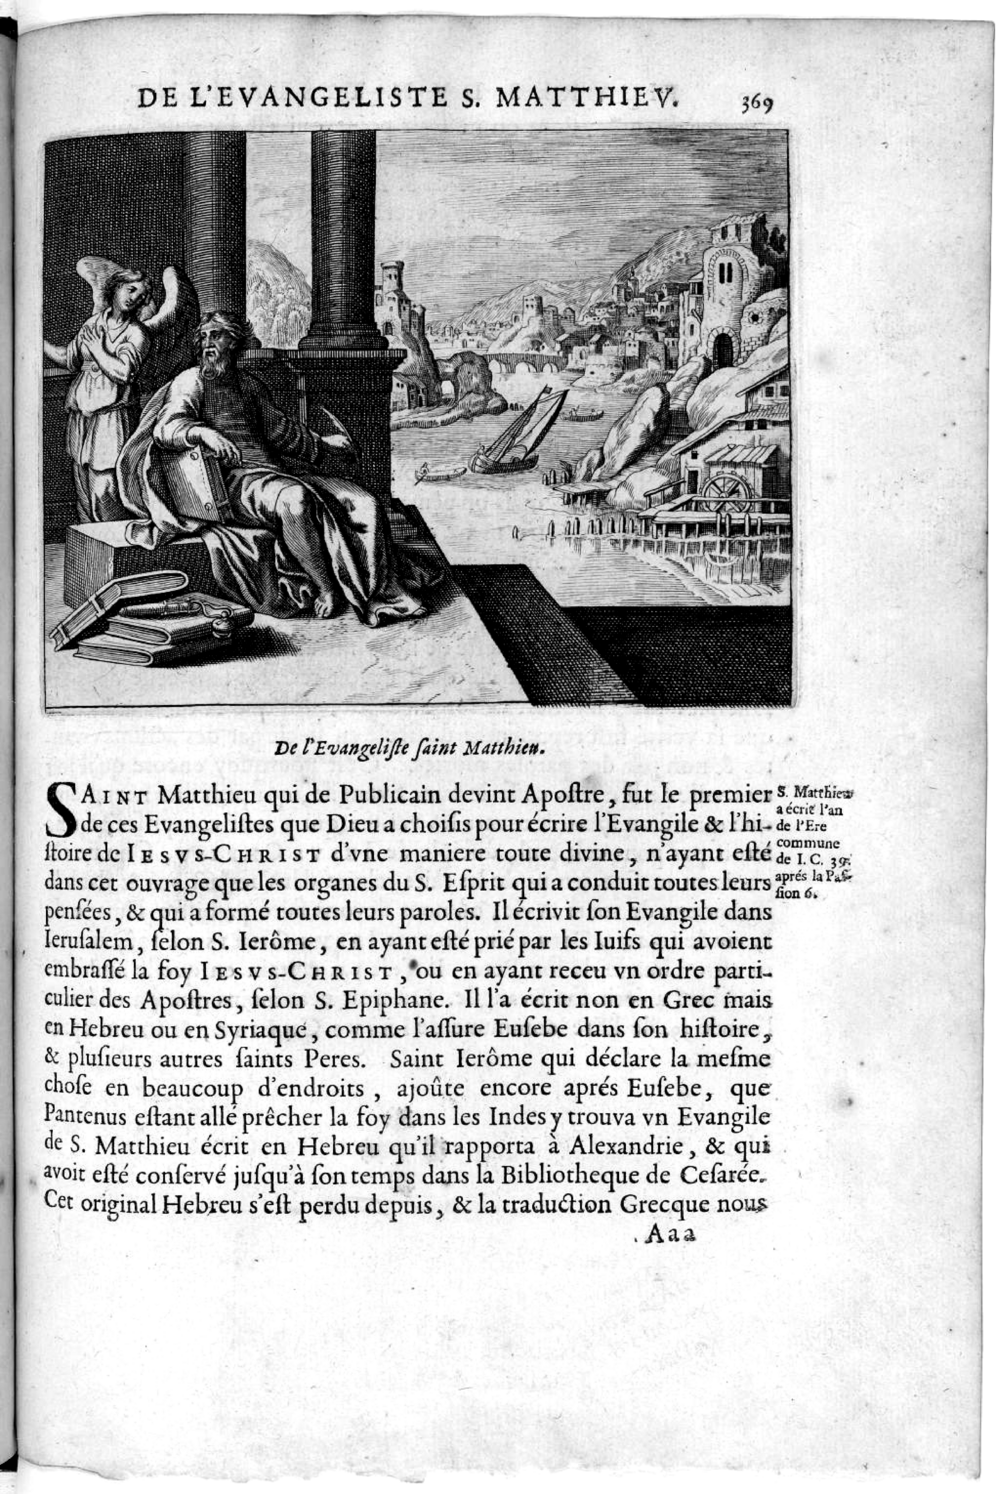 DE L'EVANGELISTE S. MATTHIEV. 369
De l'Evangeliſte ſaint Matthieu.
SAINT Matthieu qui de Publicain devint Apoſtre, fut le premier
de ces Evangeliſtes que Dieu a choiſis pour écrire l'Evangile & l'hi-
ſtoire de IESVS-CHRIST d'vne maniere toute divine, n'ayant eſté
dans cet ouvrage que les organes du S. Eſprit qui a conduit toutes leurs
penſées, & qui a formé toutes leurs paroles. Il écrivit ſon Evangile dans
Ieruſalem, ſelon S. Ierôme, en ayant eſté prié par les Iuifs qui avoient
embraſſé la foy IESVS-CHRIST, ou en ayant receu vn ordre parti-
culier des Apoſtres, ſelon S. Epiphane. Il l'a écrit non en Grec mais
en Hebreu ou en Syriaque, comme l'aſſure Euſebe dans ſon hiſtoire,
& pluſieurs autres ſaints Peres. Saint Ierôme qui déclare la meſme
choſe en beaucoup d'endroits, ajoûte encore aprés Euſebe, que
Pantenus eſtant allé prêcher la foy dans les Indes y trouva vn Evangile
de S. Matthieu écrit en Hebreu qu'il rapporta à Alexandrie, & qui
avoit eſté conſervé juſqu'à ſon temps dans la Bibliotheque de Ceſarée.
Cet original Hebreu s'eſt perdu depuis, & la traduction Grecque nous
Aaa
S. Matthieu
a écrit l'an
de l'Ere
commune
de I. C. 39.
aprés la Paſ-
ſion 6.